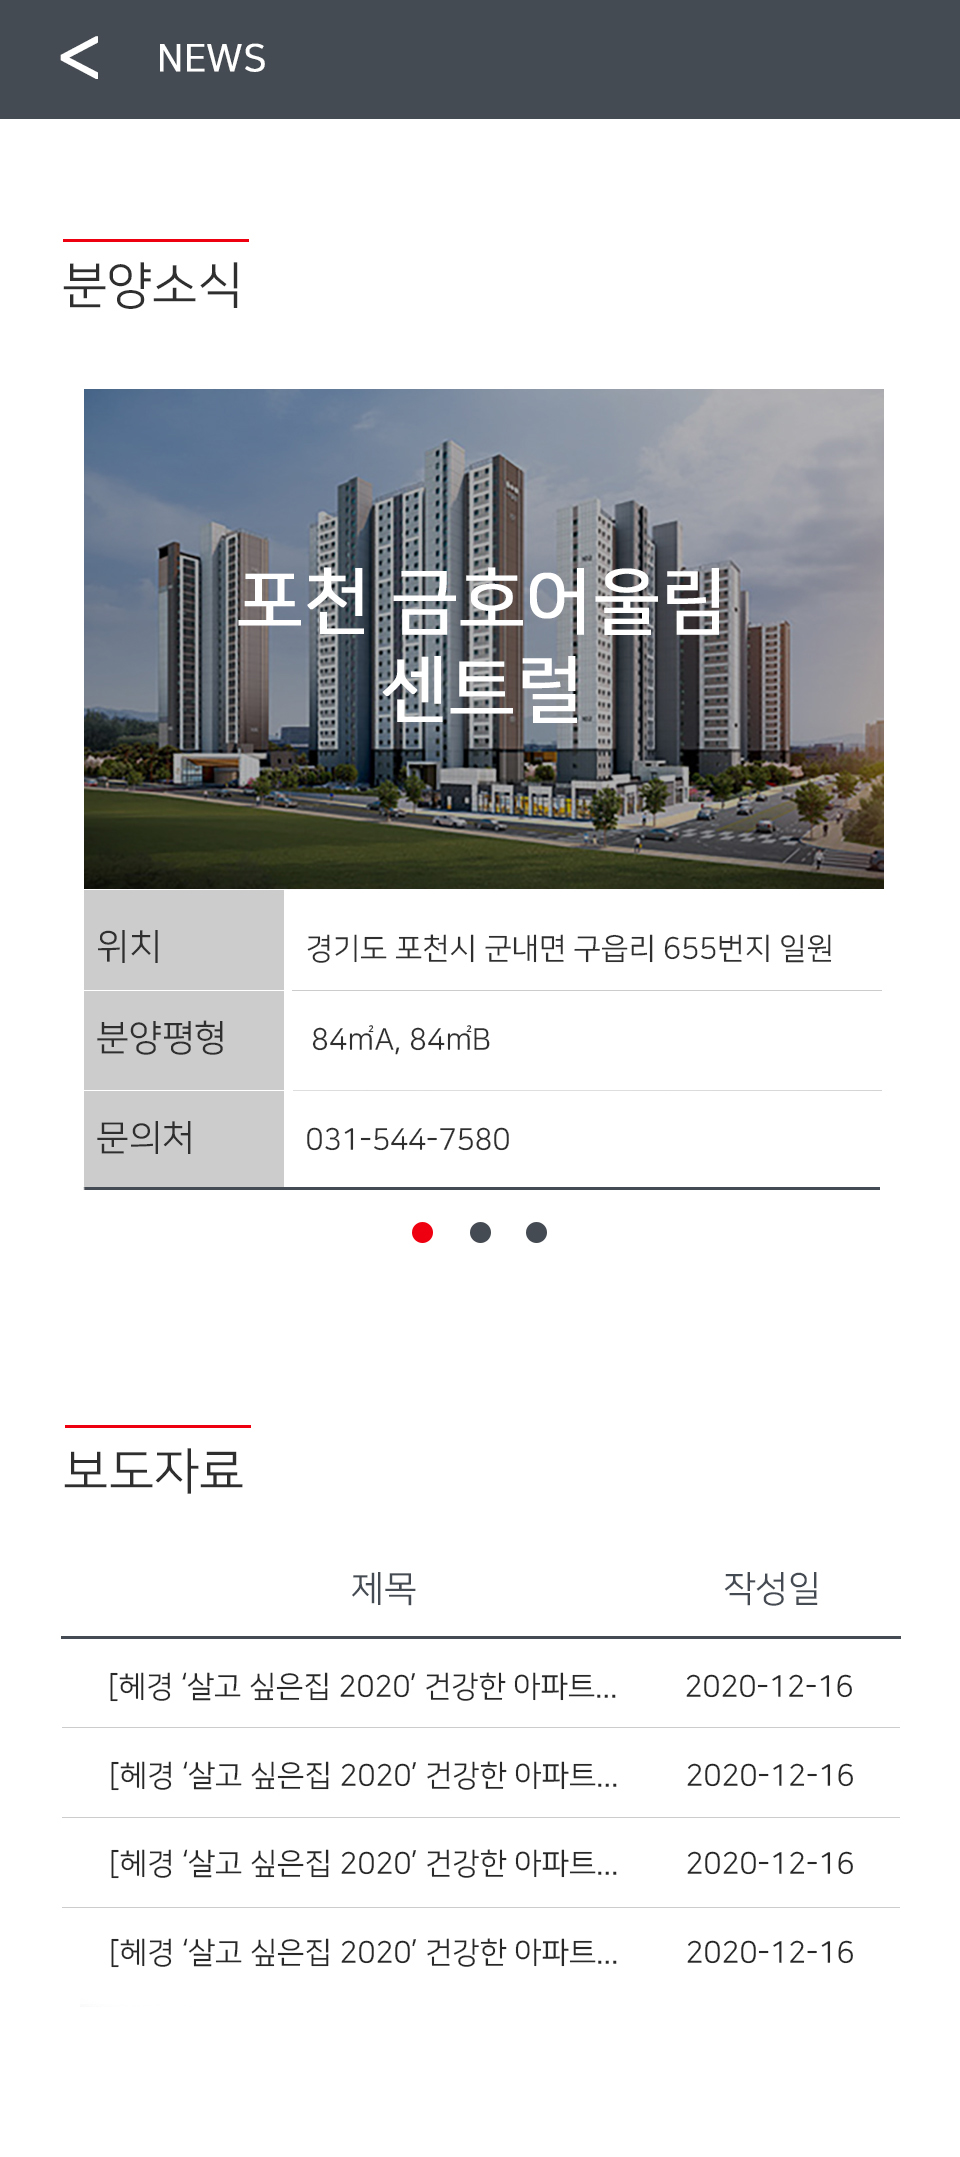 < NEWS
분양소식
포천 금호어울림
센트럴
위치 경기도 포천시 군내면 구읍리 655번지 일원
분양평형 84㎡A, 84㎡B
문의처 031-544-7580
보도자료
제목 작성일
[헤경 ‘살고 싶은집 2020’ 건강한 아파트... 2020-12-16
[헤경 ‘살고 싶은집 2020’ 건강한 아파트... 2020-12-16
[헤경 ‘살고 싶은집 2020’ 건강한 아파트... 2020-12-16
[헤경 ‘살고 싶은집 2020’ 건강한 아파트... 2020-12-16